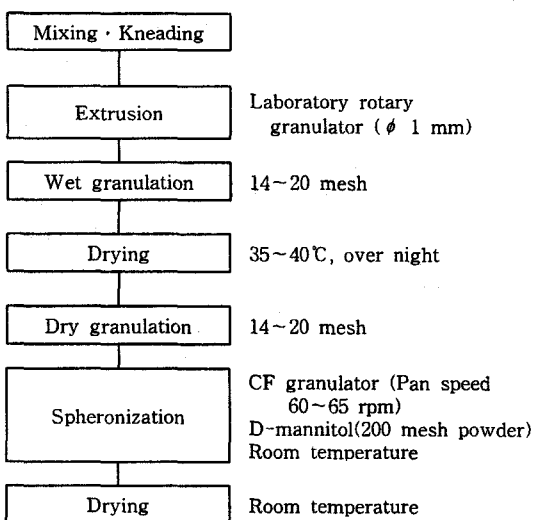 Mixing · Kneading
Extrusion
Laboratory rotary
granulator (ϕ 1 mm)
Wet granulation
14~20 mesh
Drying
35~40℃, over night
Dry granulation
14~20 mesh
Spheronization
CF granulator (Pan speed
60~65 rpm)
D-mannitol(200 mesh powder)
Room temperature
Drying
Room temperature